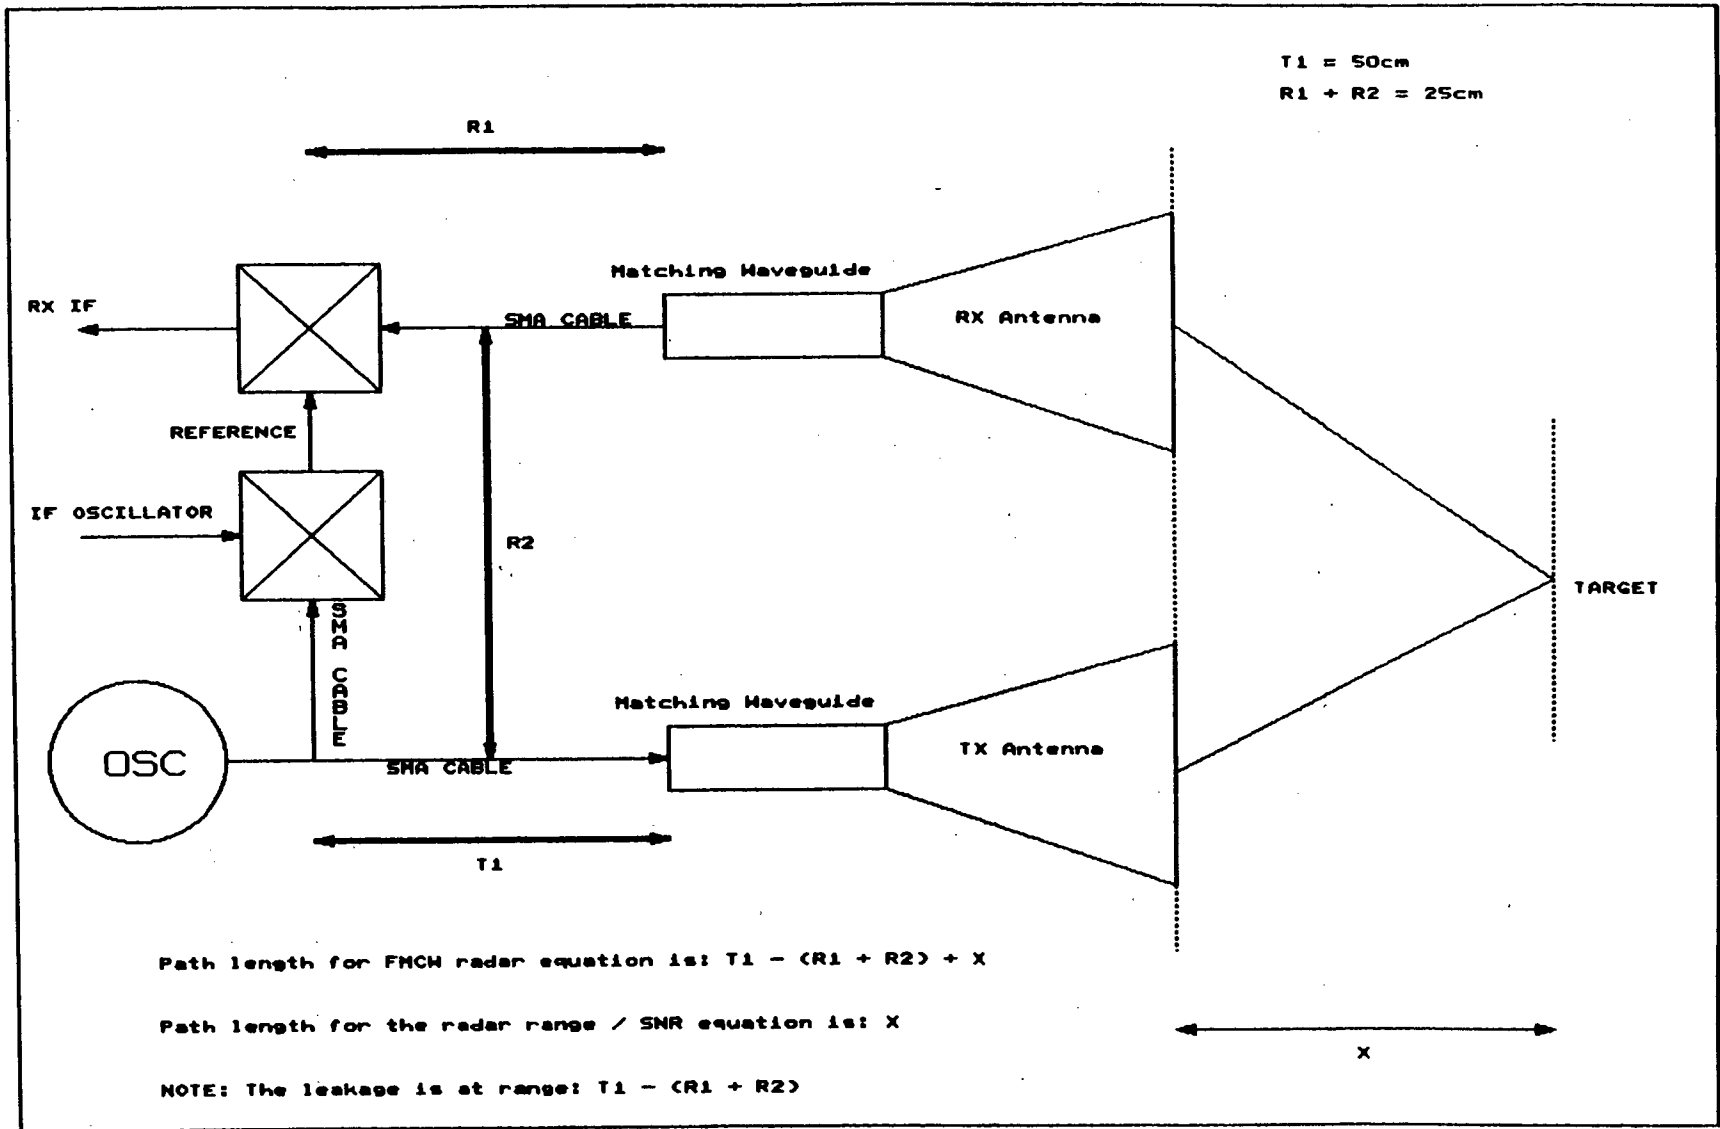 T1 = 50cm
R1 + R2 = 25cm
R1
Matching Waveguide
RX IF
SMA CABLE
RX Antenna
REFERENCE
IF OSCILLATOR
R2
TARGET
SMA CABLE
Matching Waveguide
OSC
SMA CABLE
TX Antenna
T1
Path length for FMCW radar equation is: T1 - (R1 + R2) + X
Path length for the radar range / SNR equation is: X
X
NOTE: The leakage is at range: T1 - (R1 + R2)